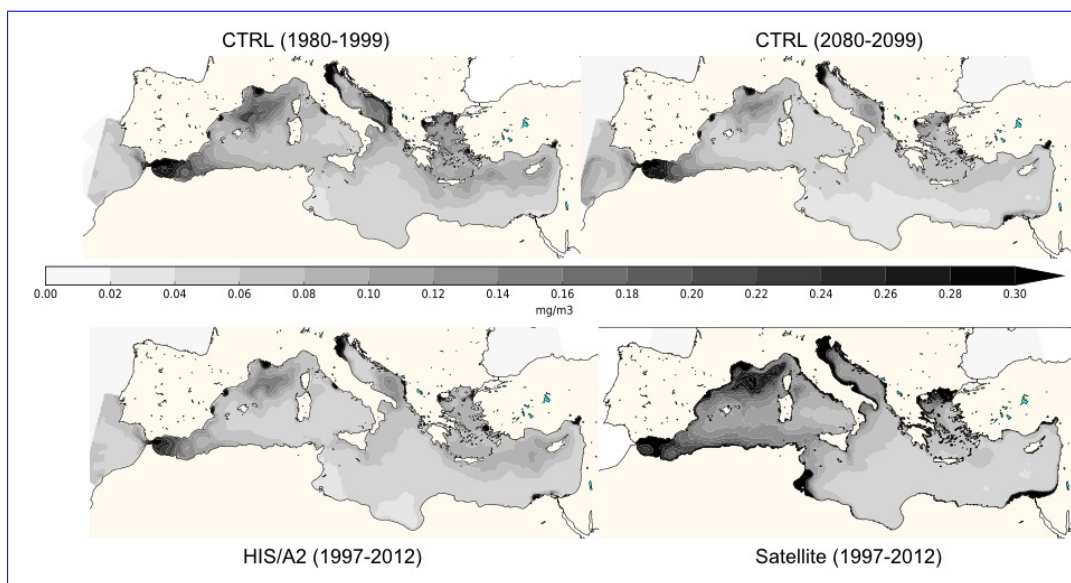 CTRL (1980-1999)
CTRL (2080-2099)
0.00 0.02 0.04 0.06 0.08 0.10 0.12 0.14 0.16 0.18 0.20 0.22 0.24 0.26 0.28 0.30
mg/m3
HIS/A2 (1997-2012)
Satellite (1997-2012)